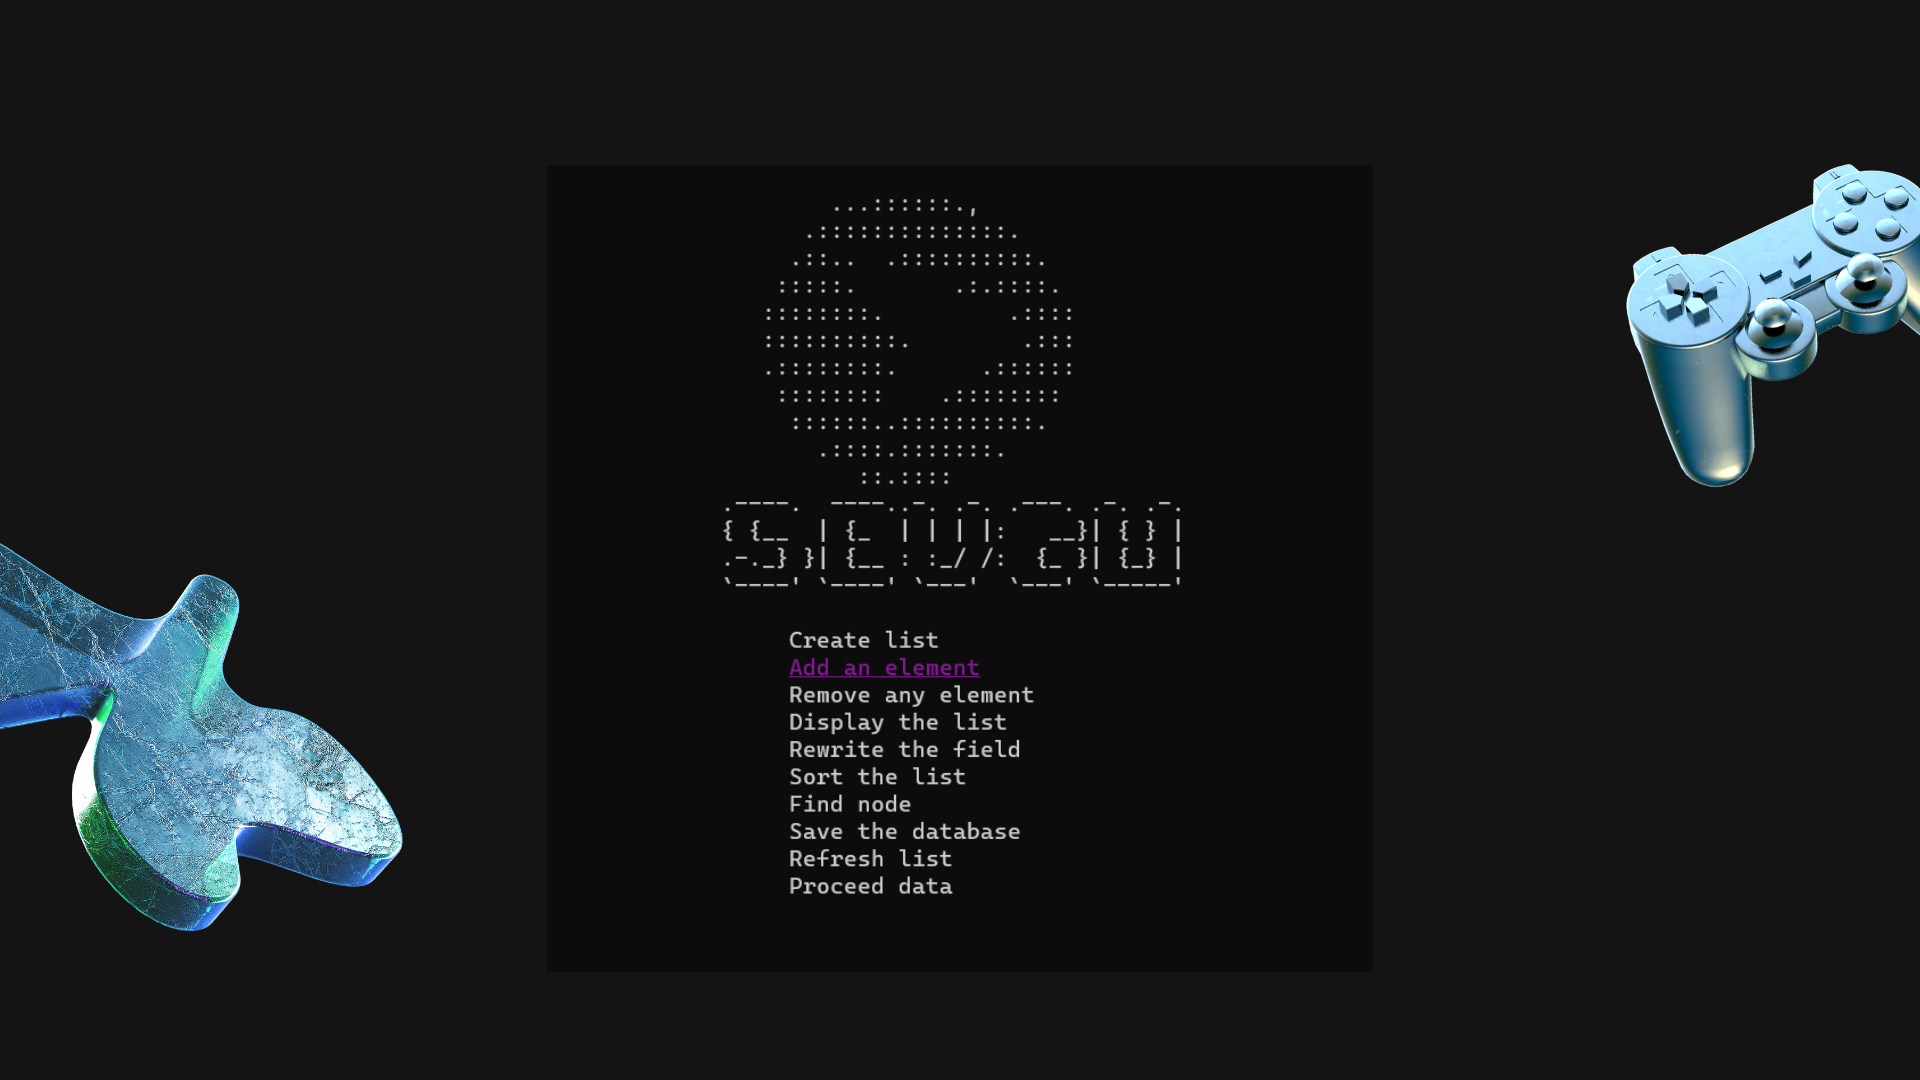 Create list
Add an element
Remove any element
Display the list
Rewrite the field
Sort the list
Find node
Save the database
Refresh list
Proceed data